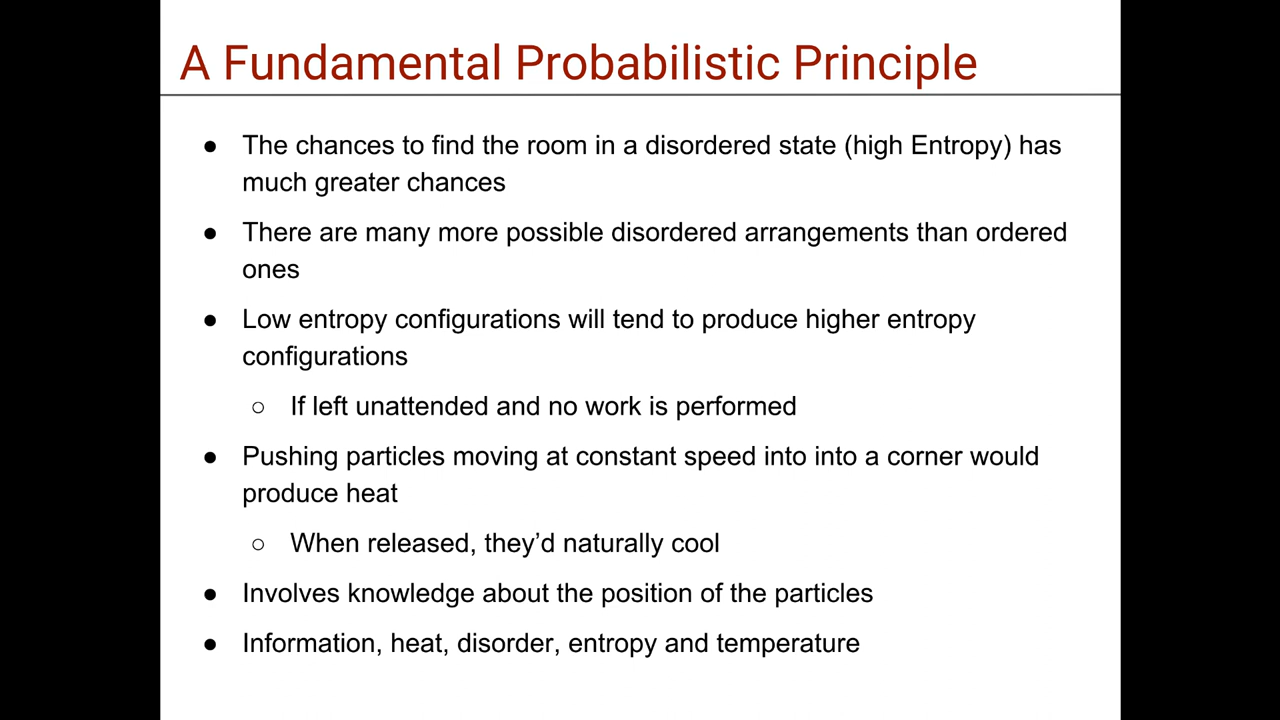 A Fundamental Probabilistic Principle
● The chances to find the room in a disordered state (high Entropy) has
much greater chances
● There are many more possible disordered arrangements than ordered
ones
● Low entropy configurations will tend to produce higher entropy
configurations
○ If left unattended and no work is performed
● Pushing particles moving at constant speed into into a corner would
produce heat
○ When released, they’d naturally cool
● Involves knowledge about the position of the particles
● Information, heat, disorder, entropy and temperature